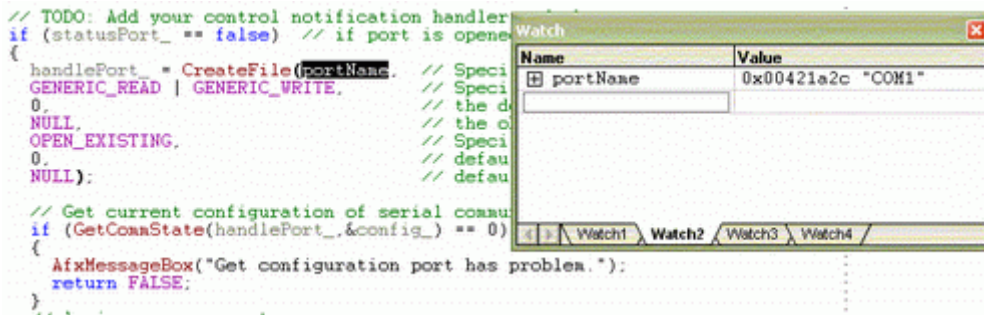 // TODO: Add your control notification handler
if (statusPort_ == false)  // if port is opene
{
handlePort_ = CreateFile(portName,  // Speci
GENERIC_READ | GENERIC_WRITE,  // Speci
0,  // the d
NULL,  // the o
OPEN_EXISTING,  // Speci
0,  // defau
NULL);  // defau
// Get current configuration of serial commu
if (GetCommState(handlePort_,&config_) == 0)
{
AfxMessageBox("Get configuration port has problem.");
return FALSE;
}
Watch
Name Value
portName 0x00421a2c "COM1"
Watch1 Watch2 Watch3 Watch4